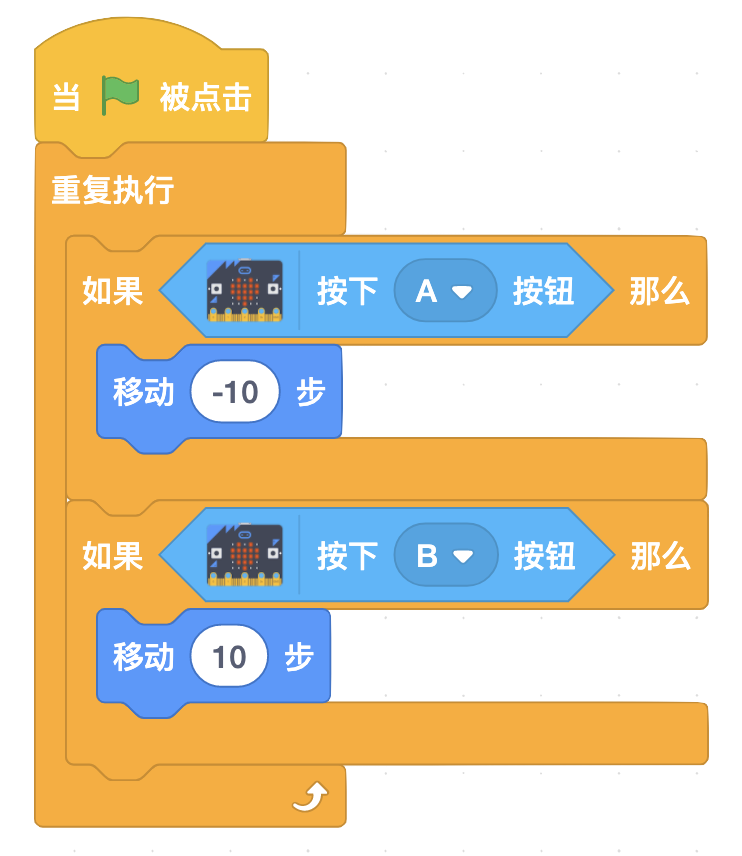 当 被点击
重复执行
如果 按下 A 按钮 那么
移动 -10 步
如果 按下 B 按钮 那么
移动 10 步